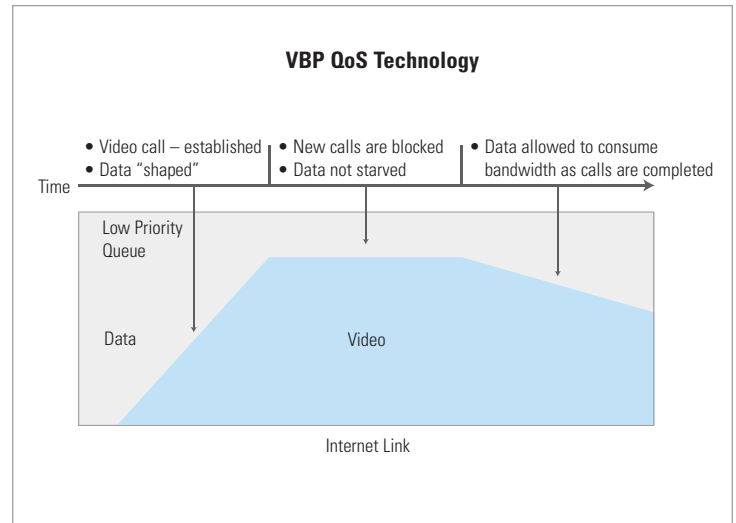 VBP QoS Technology
• Video call – established
• Data “shaped”
• New calls are blocked
• Data not starved
• Data allowed to consume
bandwidth as calls are completed
Time
Low Priority
Queue
Data
Video
Internet Link